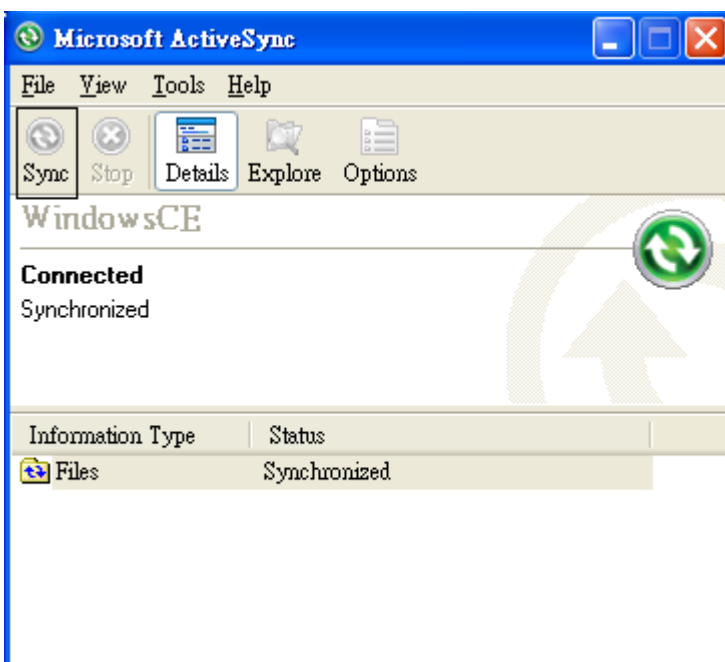 Microsoft ActiveSync
File View Tools Help
Sync Stop Details Explore Options
WindowsCE
Connected
Synchronized
Information Type Status
Files Synchronized